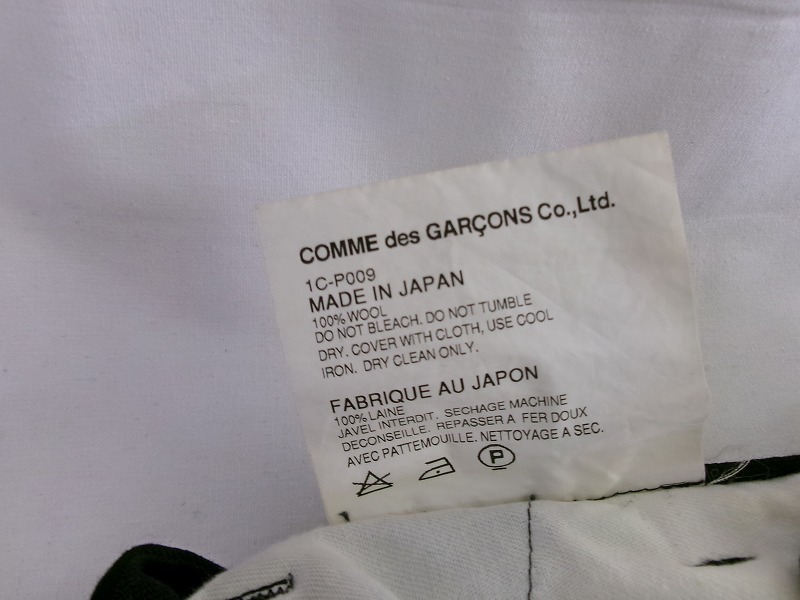 COMME des GARÇONS Co.,Ltd.
1C-P009
MADE IN JAPAN
100% WOOL
DO NOT BLEACH. DO NOT TUMBLE
DRY. COVER WITH CLOTH, USE COOL
IRON. DRY CLEAN ONLY.
FABRIQUE AU JAPON
100% LAINE
JAVEL INTERDIT. SECHAGE MACHINE
DECONSEILLE. REPASSER A FER DOUX
AVEC PATTEMOUILLE. NETTOYAGE A SEC.
P